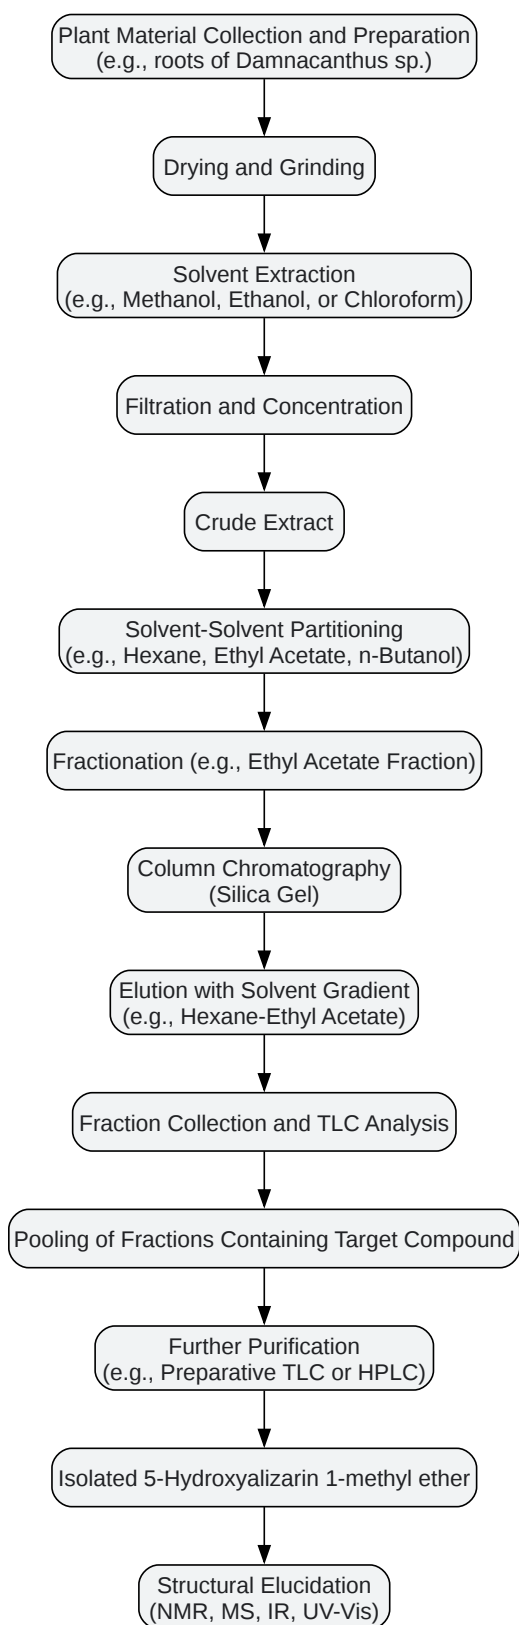 Plant Material Collection and Preparation
(e.g., roots of Damnacanthus sp.)
Drying and Grinding
Solvent Extraction
(e.g., Methanol, Ethanol, or Chloroform)
Filtration and Concentration
Crude Extract
Solvent-Solvent Partitioning
(e.g., Hexane, Ethyl Acetate, n-Butanol)
Fractionation (e.g., Ethyl Acetate Fraction)
Column Chromatography
(Silica Gel)
Elution with Solvent Gradient
(e.g., Hexane-Ethyl Acetate)
Fraction Collection and TLC Analysis
Pooling of Fractions Containing Target Compound
Further Purification
(e.g., Preparative TLC or HPLC)
Isolated 5-Hydroxyalizarin 1-methyl ether
Structural Elucidation
(NMR, MS, IR, UV-Vis)